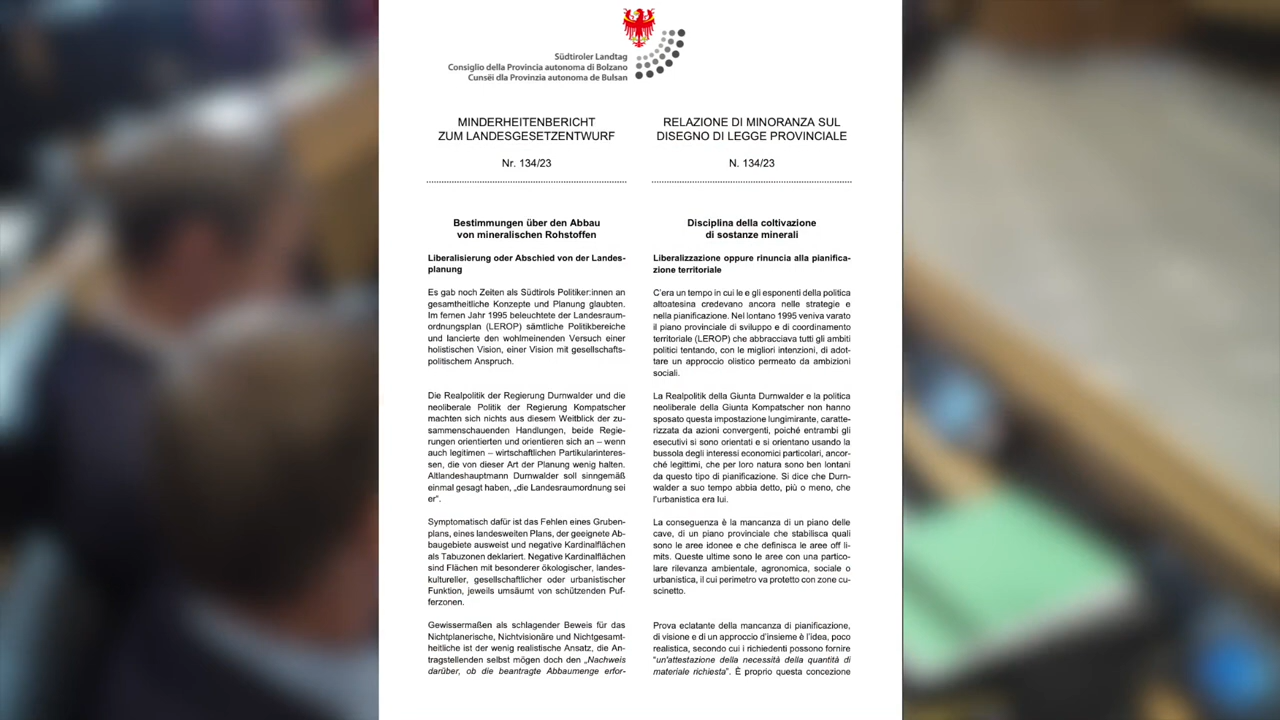 Südtiroler Landtag
Consiglio della Provincia autonoma di Bolzano
Cunsëi dla Provinzia autonoma de Bulsan
MINDERHEITENBERICHT
ZUM LANDESGESETZENTWURF
Nr. 134/23
Bestimmungen über den Abbau
von mineralischen Rohstoffen
Liberalisierung oder Abschied von der Landes-
planung
Es gab noch Zeiten als Südtirols Politiker:innen an
gesamtheitliche Konzepte und Planung glaubten.
Im fernen Jahr 1995 beleuchtete der Landesraum-
ordnungsplan (LEROP) sämtliche Politikbereiche
und lancierte den wohlmeinenden Versuch einer
holistischen Vision, einer Vision mit gesellschafts-
politischem Anspruch.
Die Realpolitik der Regierung Durnwalder und die
neoliberale Politik der Regierung Kompatscher
machten sich nichts aus diesem Weitblick der zu-
sammenschauenden Handlungen, beide Regie-
rungen orientierten und orientieren sich an – wenn
auch legitimen – wirtschaftlichen Partikularinteres-
sen, die von dieser Art der Planung wenig halten.
Altlandeshauptmann Durnwalder soll sinngemäß
einmal gesagt haben, „die Landesraumordnung sei
er“.
Symptomatisch dafür ist das Fehlen eines Gruben-
plans, eines landesweiten Plans, der geeignete Ab-
baugebiete ausweist und negative Kardinalflächen
als Tabuzonen deklariert. Negative Kardinalflächen
sind Flächen mit besonderer ökologischer, landes-
kultureller, gesellschaftlicher oder urbanistischer
Funktion, jeweils umsäumt von schützenden Puf-
ferzonen.
Gewissermaßen als schlagender Beweis für das
Nichtplanerische, Nichtvisionäre und Nichtgesamt-
heitliche ist der wenig realistische Ansatz, die An-
tragstellenden selbst mögen doch den „Nachweis
darüber, ob die beantragte Abbaumenge erfor-
RELAZIONE DI MINORANZA SUL
DISEGNO DI LEGGE PROVINCIALE
N. 134/23
Disciplina della coltivazione
di sostanze minerali
Liberalizzazione oppure rinuncia alla pianifica-
zione territoriale
C’era un tempo in cui le e gli esponenti della politica
altoatesina credevano ancora nelle strategie e
nella pianificazione. Nel lontano 1995 veniva varato
il piano provinciale di sviluppo e di coordinamento
territoriale (LEROP) che abbracciava tutti gli ambiti
politici tentando, con le migliori intenzioni, di adot-
tare un approccio olistico permeato da ambizioni
sociali.
La Realpolitik della Giunta Durnwalder e la politica
neoliberale della Giunta Kompatscher non hanno
sposato questa impostazione lungimirante, caratte-
rizzata da azioni convergenti, poiché entrambi gli
esecutivi si sono orientati e si orientano usando la
bussola degli interessi economici particolari, ancor-
ché legittimi, che per loro natura sono ben lontani
da questo tipo di pianificazione. Si dice che Durn-
walder a suo tempo abbia detto, più o meno, che
l’urbanistica era lui.
La conseguenza è la mancanza di un piano delle
cave, di un piano provinciale che stabilisca quali
sono le aree idonee e che definisca le aree off li-
mits. Queste ultime sono le aree con una partico-
lare rilevanza ambientale, agronomica, sociale o
urbanistica, il cui perimetro va protetto con zone cu-
scinetto.
Prova eclatante della mancanza di pianificazione,
di visione e di un approccio d’insieme è l’idea, poco
realistica, secondo cui i richiedenti possono fornire
“un’attestazione della necessità della quantità di
materiale richiesta”. È proprio questa concezione